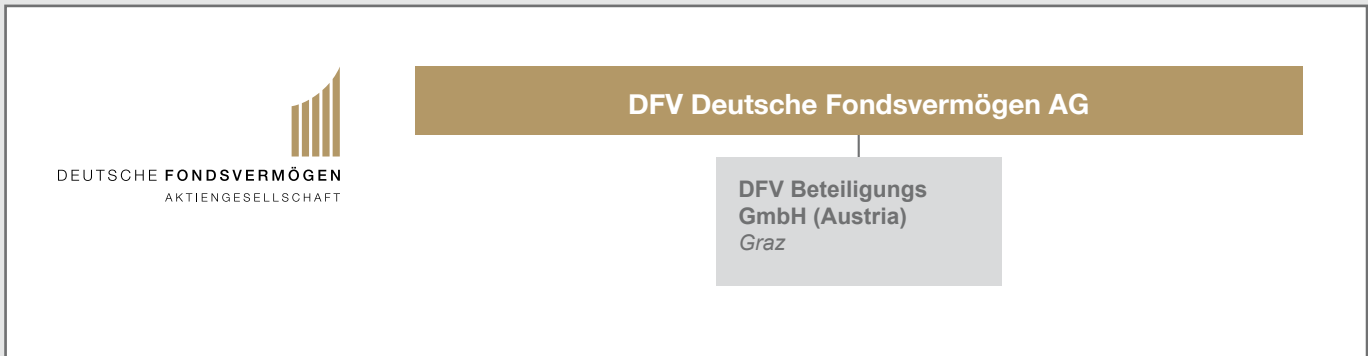 DEUTSCHE FONDSVERMÖGEN
AKTIENGESELLSCHAFT
DFV Deutsche Fondsvermögen AG
DFV Beteiligungs
GmbH (Austria)
Graz